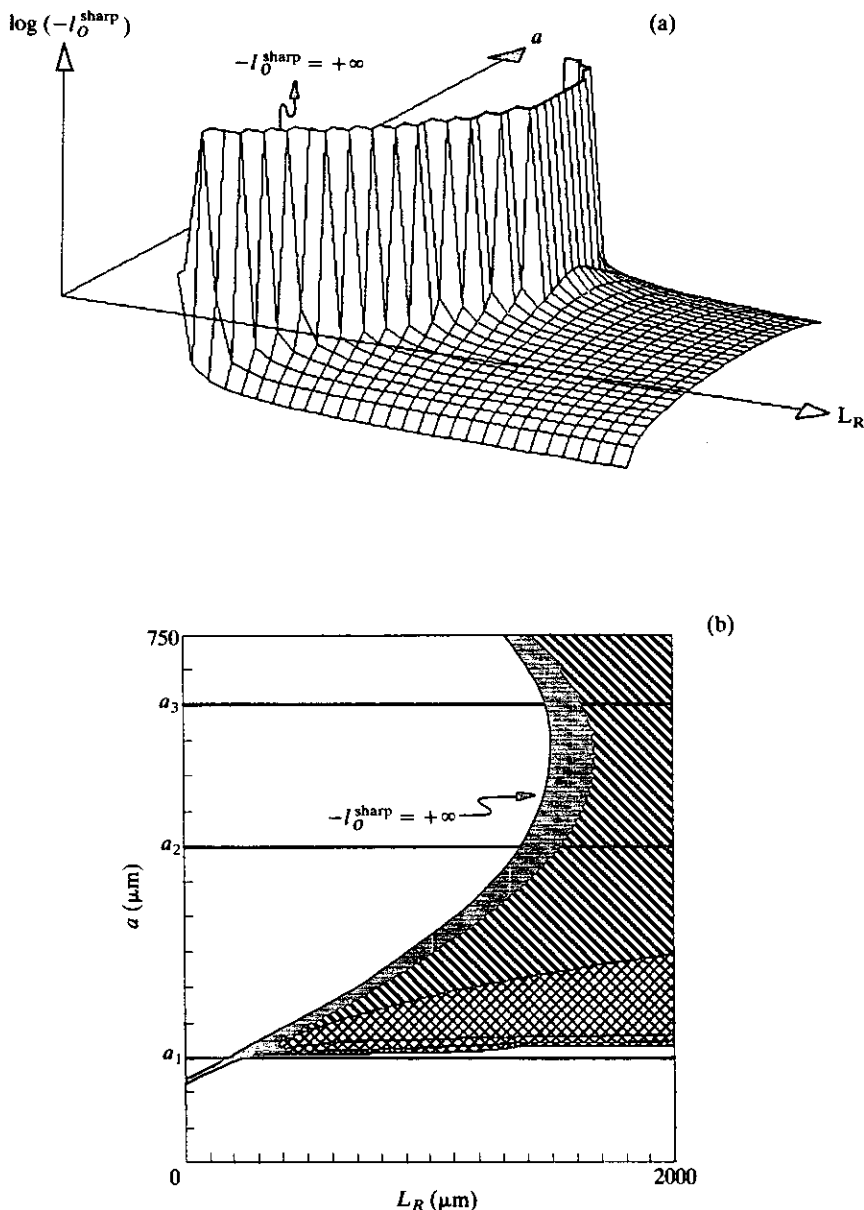 log (−l_O^sharp)
(a)
a
−l_O^sharp = +∞
L_R
(b)
750
a_3
−l_O^sharp = +∞
a_2
a (μm)
a_1
0
2000
L_R (μm)